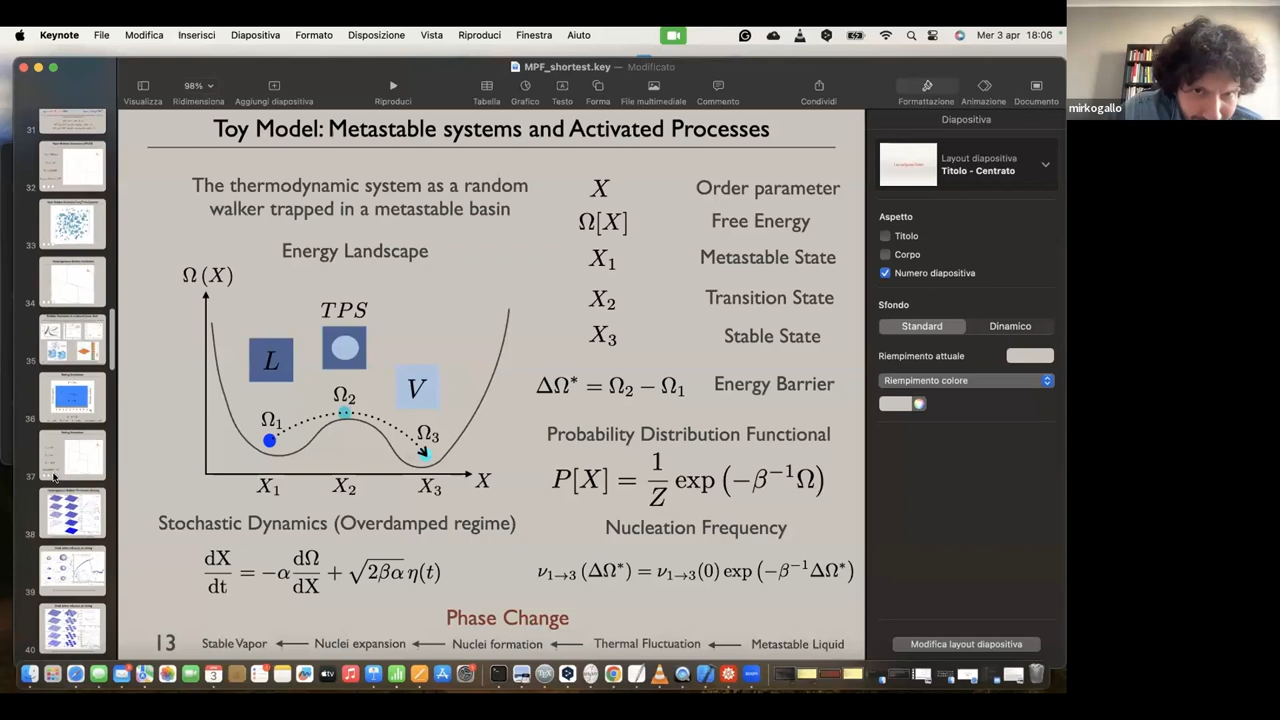 Keynote File Modifica Inserisci Diapositiva Formato Disposizione Vista Riproduci Finestra Aiuto Mer 3 apr 18:06
MPF_shortest.key — Modificato
98%
Visualizza Ridimensiona Aggiungi diapositiva Riproduci Tabella Grafico Testo Forma File multimediale Commento Condividi Formattazione Animazione Documento
mirkogallo
Toy Model: Metastable systems and Activated Processes
The thermodynamic system as a random
walker trapped in a metastable basin
Energy Landscape
Ω (X)
TPS
L
V
Ω₁
Ω₂
Ω₃
X₁ X₂ X₃ X
Stochastic Dynamics (Overdamped regime)
dX/dt = −α dΩ/dX + √2βα η(t)
X Order parameter
Ω[X] Free Energy
X₁ Metastable State
X₂ Transition State
X₃ Stable State
ΔΩ* = Ω₂ − Ω₁ Energy Barrier
Probability Distribution Functional
P[X] = 1/Z exp (−β⁻¹Ω)
Nucleation Frequency
ν₁→₃ (ΔΩ*) = ν₁→₃(0) exp (−β⁻¹ΔΩ*)
Phase Change
13 Stable Vapor ← Nuclei expansion ← Nuclei formation ← Thermal Fluctuation ← Metastable Liquid
Diapositiva
Layout diapositiva
Titolo - Centrato
Aspetto
Titolo
Corpo
Numero diapositiva
Sfondo
Standard Dinamico
Riempimento attuale
Riempimento colore
Modifica layout diapositiva
31
32
33
34
35
36
37
38
39
40